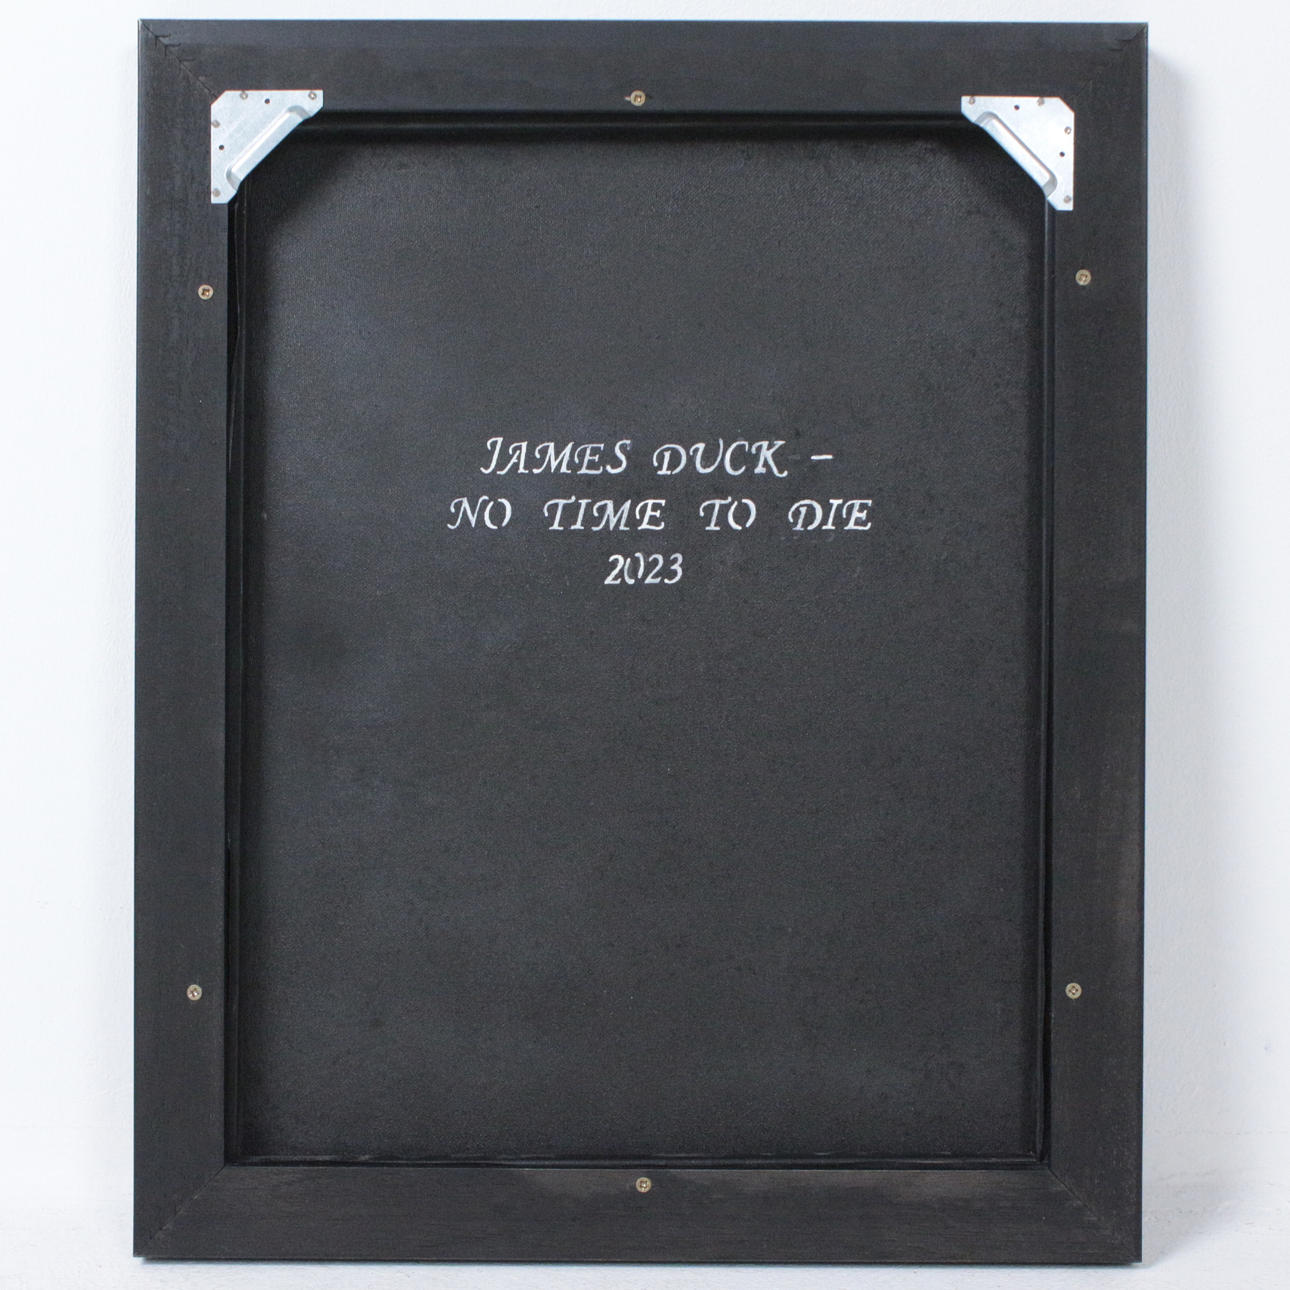 JAMES DUCK –
NO TIME TO DIE
2023